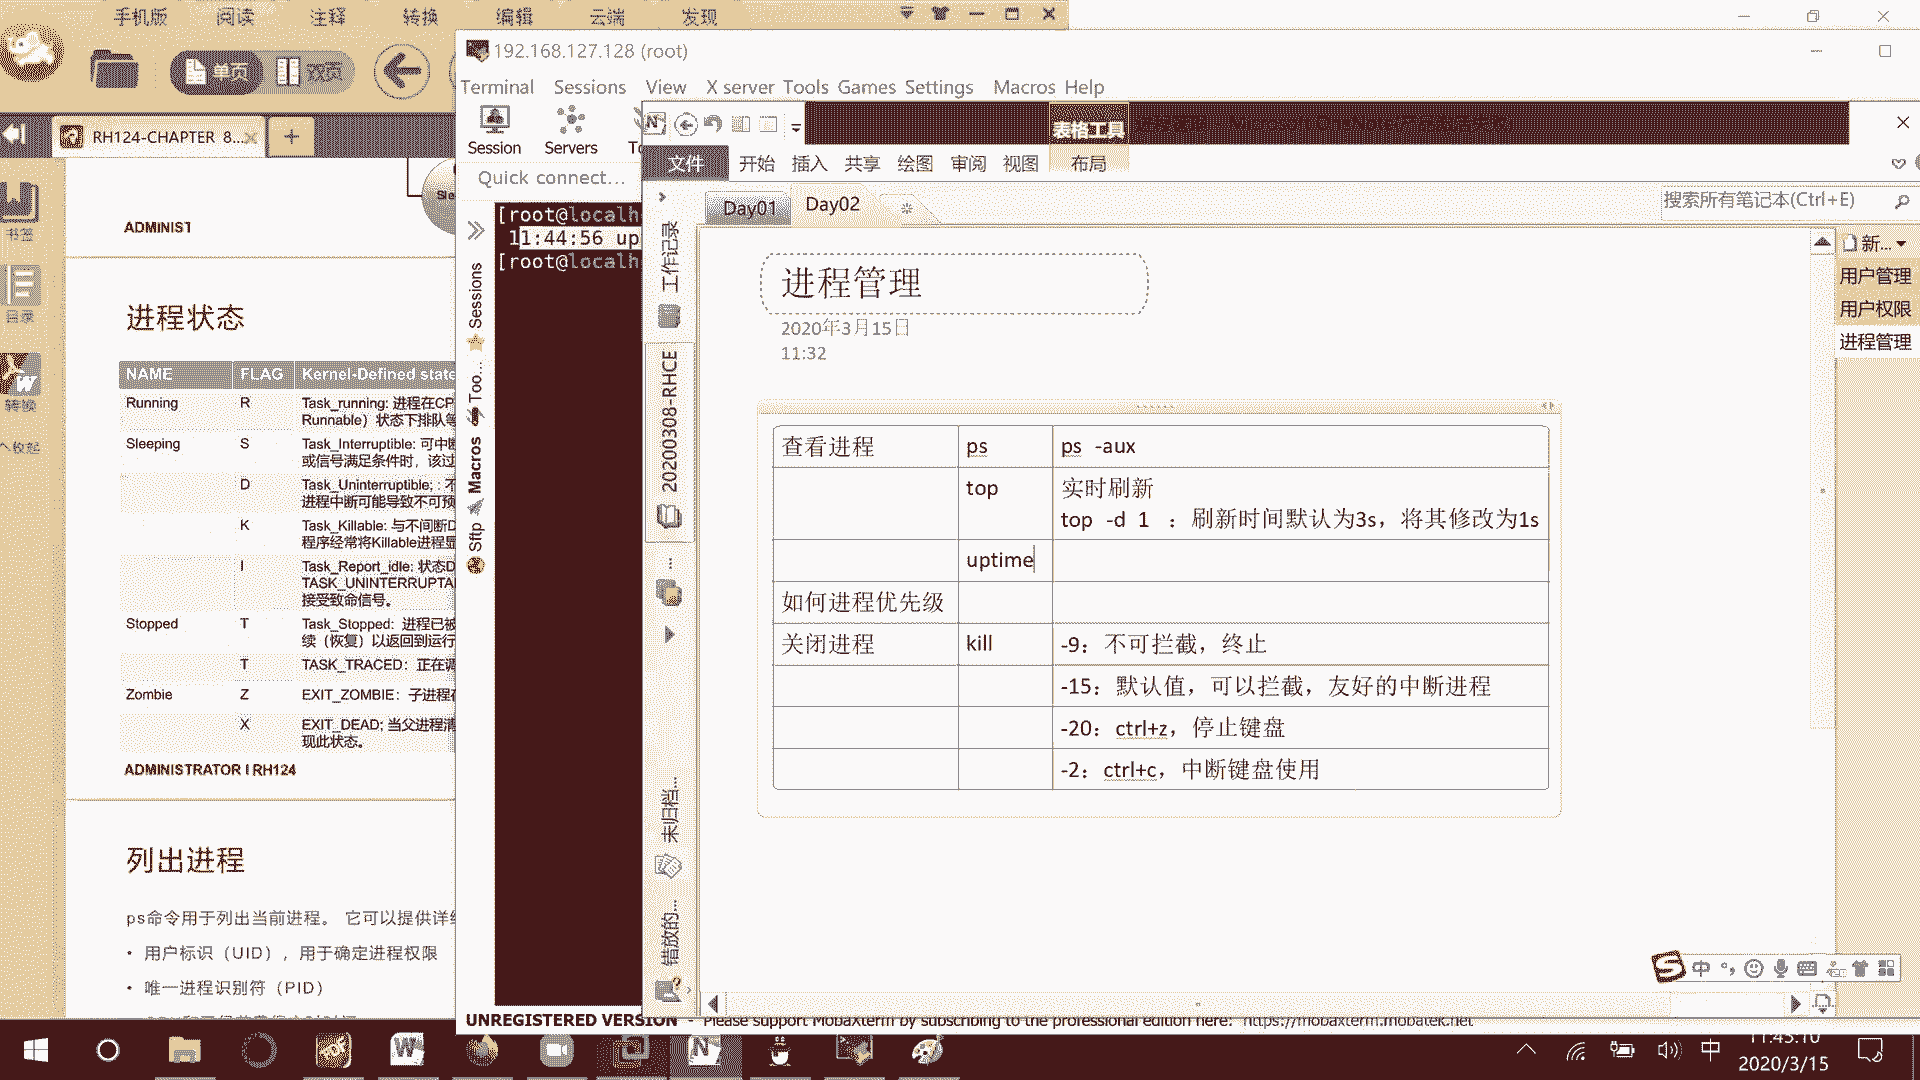 手机版 阅读 注释 转换 编辑 云端 发现
单页 双页
RH124-CHAPTER 8...
书签
目录
转换
收起
ADMINIST
进程状态
NAME FLAG Kernel-Defined state
Running R Task_running: 进程在CP
Runnable）状态下排队等
Sleeping S Task_Interruptible: 可中断
或信号满足条件时，该过
D Task_Uninterruptible; : 不
进程中断可能导致不可预
K Task_Killable: 与不间断D
程序经常将Killable进程显
I Task_Report_idle: 状态D
TASK_UNINTERRUPTA
接受致命信号。
Stopped T Task_Stopped: 进程已被
续（恢复）以返回到运行
T TASK_TRACED：正在调
Zombie Z EXIT_ZOMBIE：子进程在
X EXIT_DEAD; 当父进程清
现此状态。
ADMINISTRATOR I RH124
列出进程
ps命令用于列出当前进程。 它可以提供详细
• 用户标识（UID），用于确定进程权限
• 唯一进程识别符（PID）
192.168.127.128 (root)
Terminal Sessions View X server Tools Games Settings Macros Help
Session Servers To
Quick connect...
[root@localh
11:44:56 up
[root@localh
Sessions
Too...
Macros
Sftp
UNREGISTERED VERSION - Please support MobaXterm by subscribing to the professional edition here: https://mobaxterm.mobatek.net
表格工具
文件 开始 插入 共享 绘图 审阅 视图 布局
Day01 Day02
搜索所有笔记本(Ctrl+E)
工作记录
20200308-RHCE
未归档...
错放的...
新...
用户管理
用户权限
进程管理
进程管理
2020年3月15日
11:32
查看进程 ps ps -aux
top 实时刷新
top -d 1 ：刷新时间默认为3s，将其修改为1s
uptime
如何进程优先级
关闭进程 kill -9：不可拦截，终止
-15：默认值，可以拦截，友好的中断进程
-20：ctrl+z，停止键盘
-2：ctrl+c，中断键盘使用
中
中
11:45:10
2020/3/15